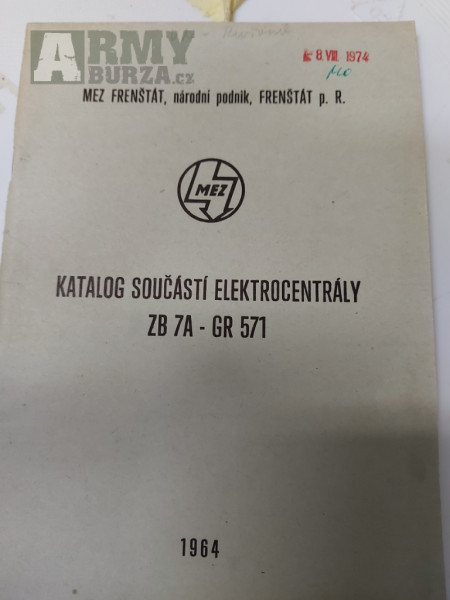 ARMY
BURZA.cz
8. VIII. 1974
MEZ FRENŠTÁT, národní podnik, FRENŠTÁT p. R.
MEZ
KATALOG SOUČÁSTÍ ELEKTROCENTRÁLY
ZB 7A - GR 571
1964